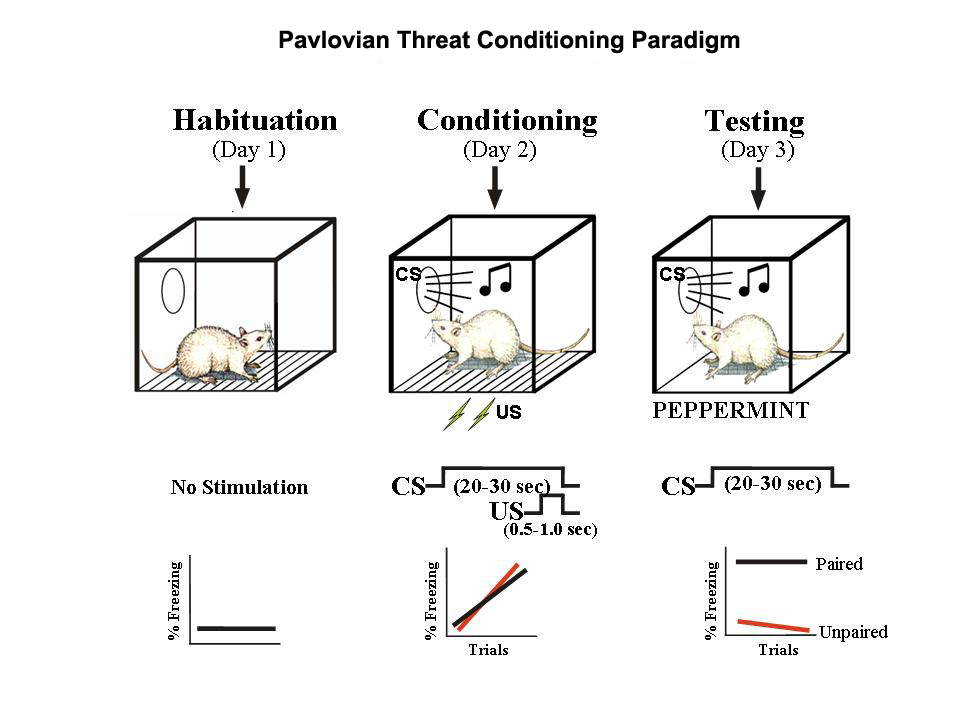 Pavlovian Threat Conditioning Paradigm
Habituation
(Day 1)
Conditioning
(Day 2)
Testing
(Day 3)
CS
CS
US
PEPPERMINT
No Stimulation
CS
(20-30 sec)
US
(0.5-1.0 sec)
CS
(20-30 sec)
% Freezing
% Freezing
Trials
% Freezing
Paired
Unpaired
Trials